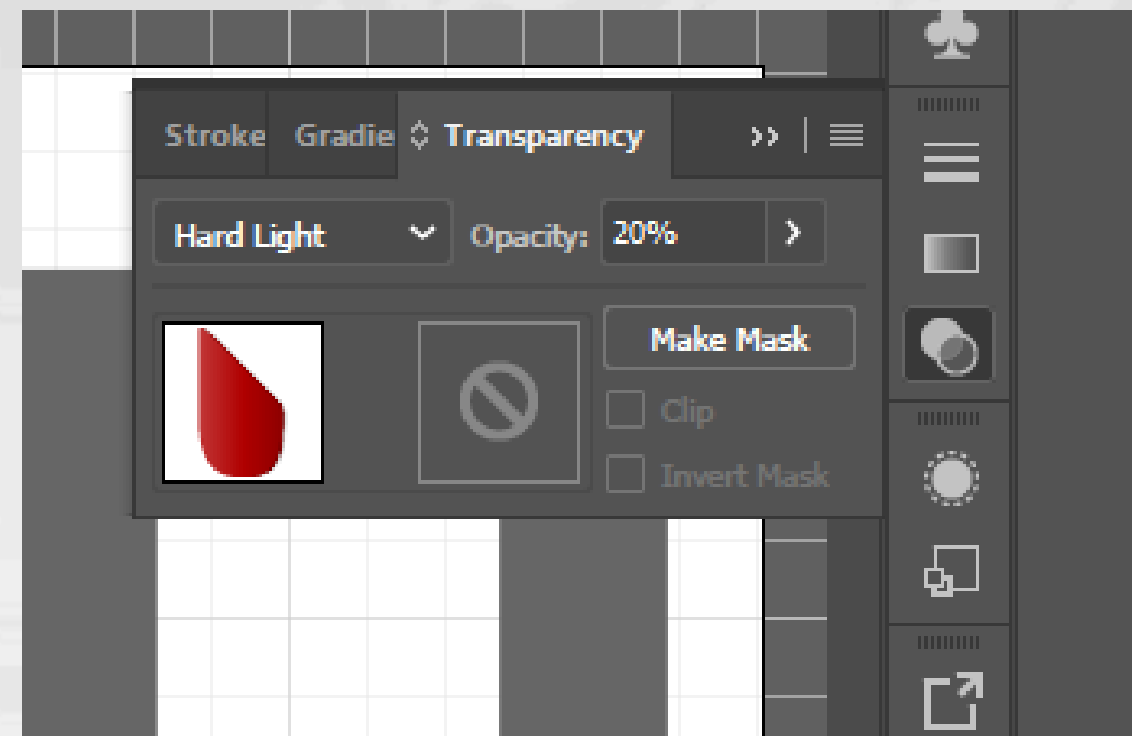 Stroke Gradie Transparency
Hard Light Opacity: 20%
Make Mask
Clip
Invert Mask